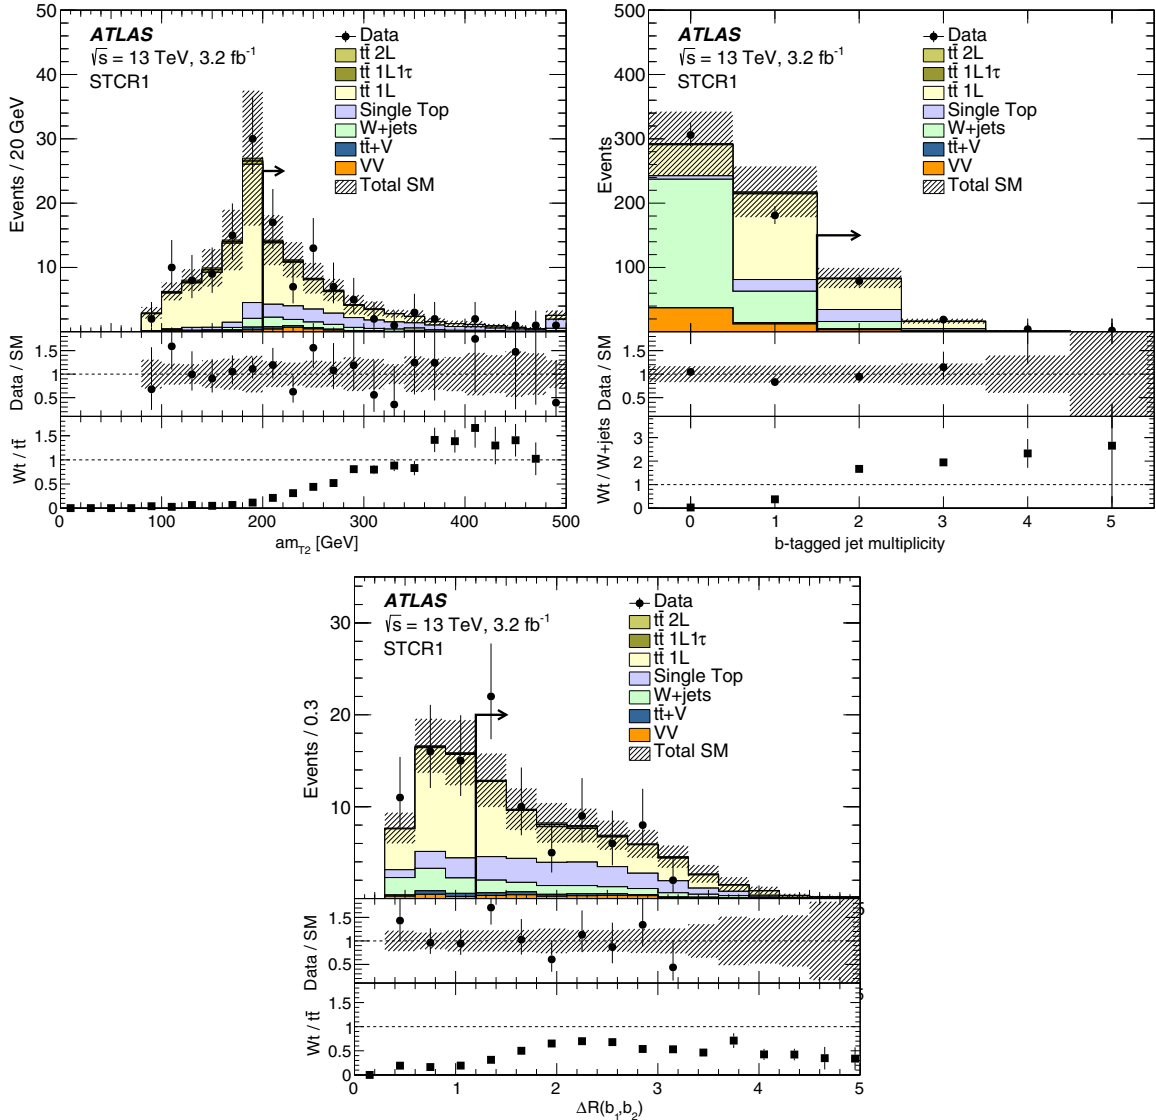 ATLAS
√s = 13 TeV, 3.2 fb⁻¹
STCR1
Data
tt̄ 2L
tt̄ 1L1τ
tt̄ 1L
Single Top
W+jets
tt̄+V
VV
Total SM
Events / 20 GeV
50
40
30
20
10
Data / SM
1.5
1
0.5
Wt / tt̄
1.5
1
0.5
0
0 100 200 300 400 500
am_T2 [GeV]
ATLAS
√s = 13 TeV, 3.2 fb⁻¹
STCR1
Data
tt̄ 2L
tt̄ 1L1τ
tt̄ 1L
Single Top
W+jets
tt̄+V
VV
Total SM
Events
500
400
300
200
100
Data / SM
1.5
1
0.5
Wt / W+jets
3
2
1
0
0 1 2 3 4 5
b-tagged jet multiplicity
ATLAS
√s = 13 TeV, 3.2 fb⁻¹
STCR1
Data
tt̄ 2L
tt̄ 1L1τ
tt̄ 1L
Single Top
W+jets
tt̄+V
VV
Total SM
Events / 0.3
30
20
10
Data / SM
1.5
1
0.5
Wt / tt̄
1.5
1
0.5
0
0 1 2 3 4 5
ΔR(b₁,b₂)